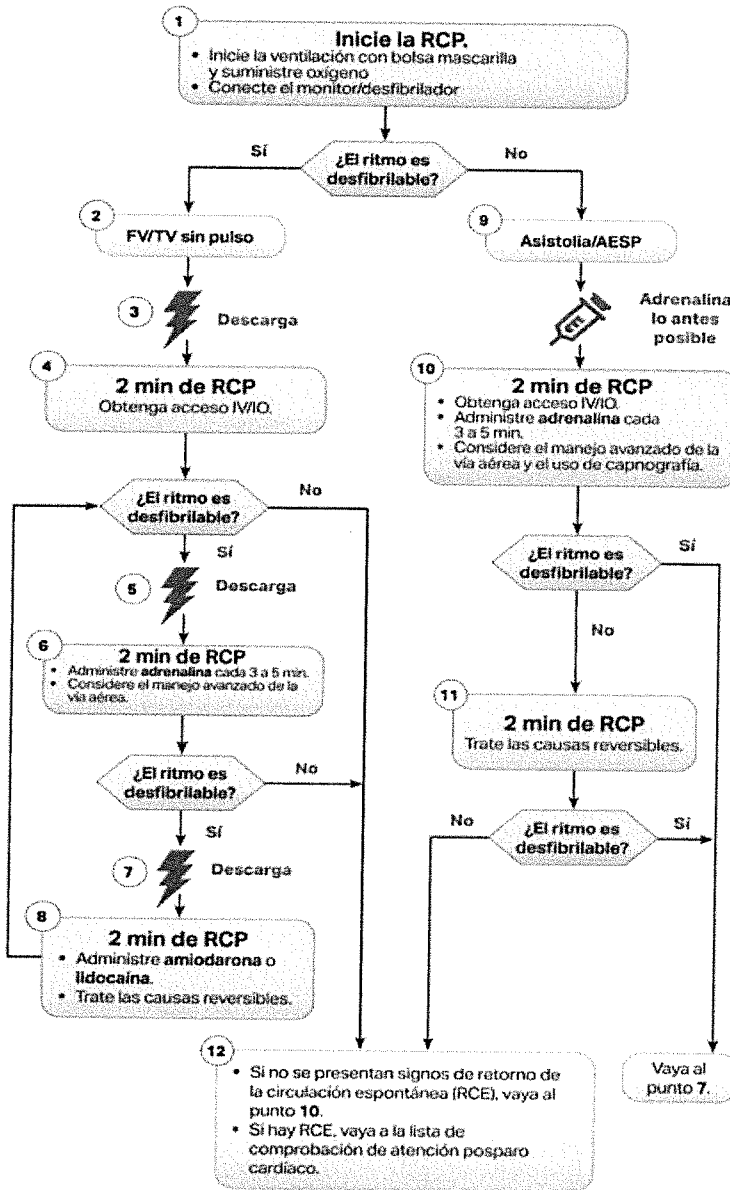 1
Inicie la RCP.
• Inicie la ventilación con bolsa mascarilla
y suministre oxígeno
• Conecte el monitor/desfibrilador
¿El ritmo es
desfibrilable?
Sí
No
2
FV/TV sin pulso
9
Asistolia/AESP
3
Descarga
Adrenalina
lo antes
posible
4
2 min de RCP
Obtenga acceso IV/IO.
10
2 min de RCP
• Obtenga acceso IV/IO.
• Administre adrenalina cada
3 a 5 min.
• Considere el manejo avanzado de la
vía aérea y el uso de capnografía.
¿El ritmo es
desfibrilable?
No
Sí
¿El ritmo es
desfibrilable?
Sí
No
5
Descarga
6
2 min de RCP
• Administre adrenalina cada 3 a 5 min.
• Considere el manejo avanzado de la
vía aérea.
11
2 min de RCP
Trate las causas reversibles.
¿El ritmo es
desfibrilable?
No
Sí
¿El ritmo es
desfibrilable?
No
Sí
7
Descarga
8
2 min de RCP
• Administre amiodarona o
lidocaína.
• Trate las causas reversibles.
12
• Si no se presentan signos de retorno de
la circulación espontánea (RCE), vaya al
punto 10.
• Si hay RCE, vaya a la lista de
comprobación de atención posparo
cardíaco.
Vaya al
punto 7.